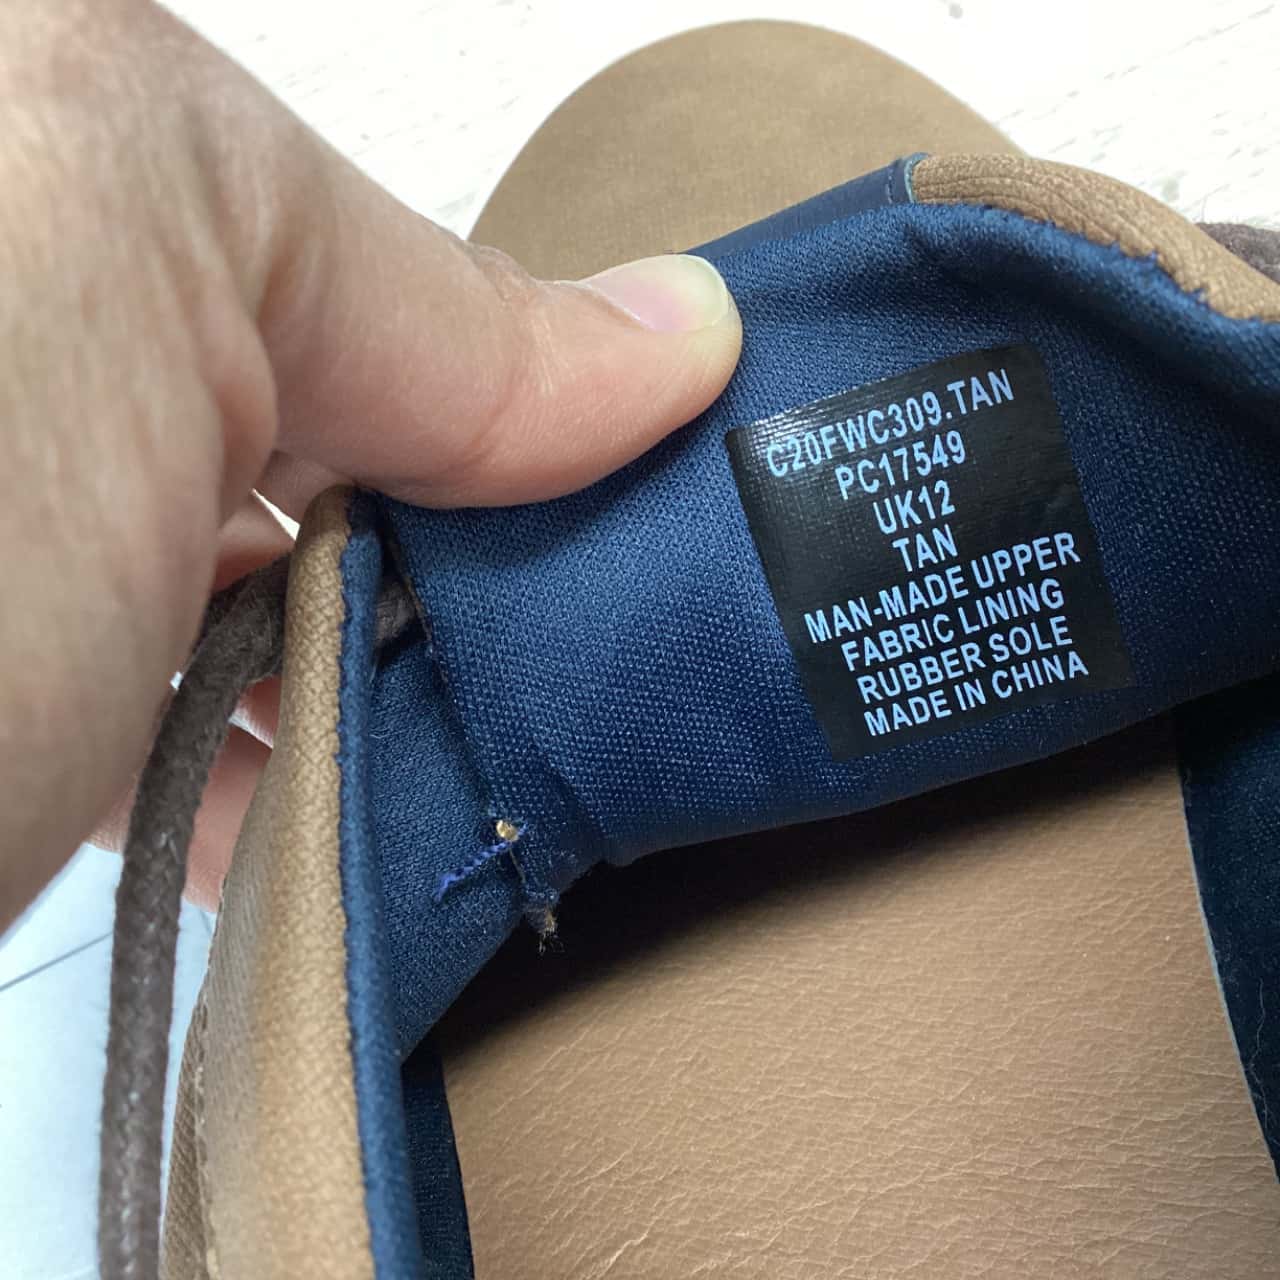 C20FWC309.TAN
PC17549
UK12
TAN
MAN-MADE UPPER
FABRIC LINING
RUBBER SOLE
MADE IN CHINA